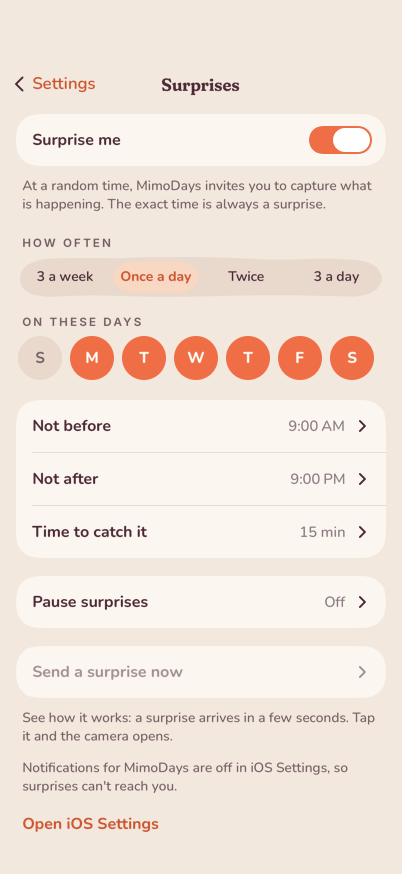 Settings
Surprises
Surprise me
At a random time, MimoDays invites you to capture what
is happening. The exact time is always a surprise.
HOW OFTEN
3 a week Once a day Twice 3 a day
ON THESE DAYS
S M T W T F S
Not before 9:00 AM
Not after 9:00 PM
Time to catch it 15 min
Pause surprises Off
Send a surprise now
See how it works: a surprise arrives in a few seconds. Tap
it and the camera opens.
Notifications for MimoDays are off in iOS Settings, so
surprises can't reach you.
Open iOS Settings